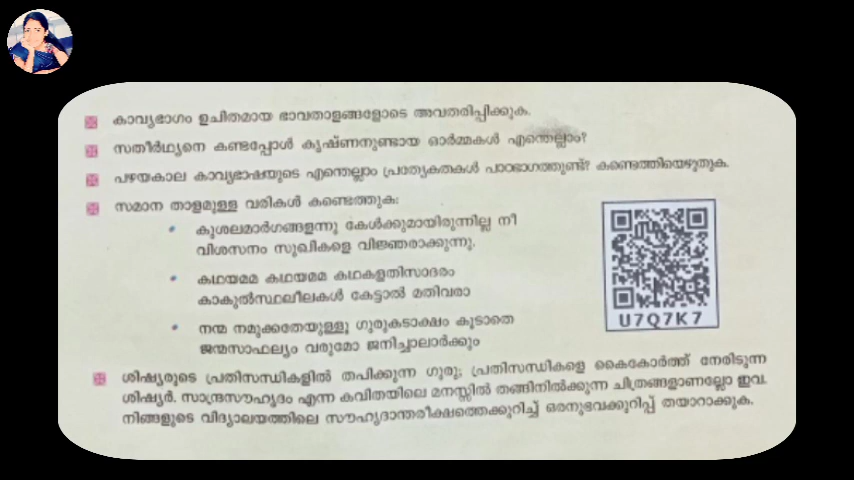 കാവ്യഭാഗം ഉചിതമായ ഭാവതാളങ്ങളോടെ അവതരിപ്പിക്കുക.
സതീർഥ്യനെ കണ്ടപ്പോൾ കൃഷ്ണനുണ്ടായ ഓർമ്മകൾ എന്തെല്ലാം?
പഴയകാല കാവ്യഭാഷയുടെ എന്തെല്ലാം പ്രത്യേകതകൾ പാഠഭാഗത്തുണ്ട്? കണ്ടെത്തിയെഴുതുക.
സമാന താളമുള്ള വരികൾ കണ്ടെത്തുക:
കുശലമാർഗങ്ങളന്നു കേൾക്കുമായിരുന്നില്ല നീ
വിശസനം സുഖികളെ വിജ്ഞരാക്കുന്നു.
കഥയമമ കഥയമമ കഥകളതിസാദരം
കാകുൽസ്ഥലീലകൾ കേട്ടാൽ മതിവരാ
നന്മ നമുക്കതേയുള്ളൂ ഗുരുകടാക്ഷം കൂടാതെ
ജന്മസാഫല്യം വരുമോ ജനിച്ചാലാർക്കും
U7Q7K7
ശിഷ്യരുടെ പ്രതിസന്ധികളിൽ തപിക്കുന്ന ഗുരു; പ്രതിസന്ധികളെ കൈകോർത്ത് നേരിടുന്ന
ശിഷ്യർ. സാന്ദ്രസൗഹൃദം എന്ന കവിതയിലെ മനസ്സിൽ തങ്ങിനിൽക്കുന്ന ചിത്രങ്ങളാണല്ലോ ഇവ.
നിങ്ങളുടെ വിദ്യാലയത്തിലെ സൗഹൃദാന്തരീക്ഷത്തെക്കുറിച്ച് ഒരനുഭവക്കുറിപ്പ് തയാറാക്കുക.